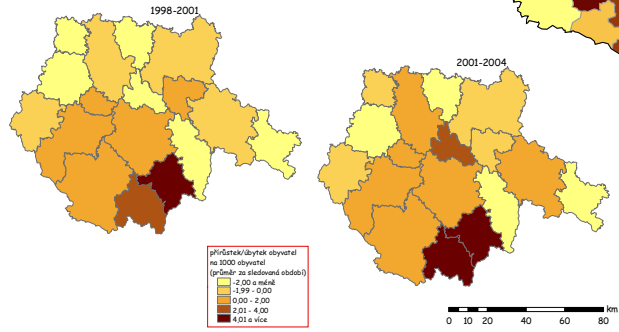 1998-2001
2001-2004
přírůstek/úbytek obyvatel
na 1000 obyvatel
(průměr za sledovaná období)
-2,00 a méně
-1,99 - 0,00
0,00 - 2,00
2,01 - 4,00
4,01 a více
km
0 10 20 40 60 80